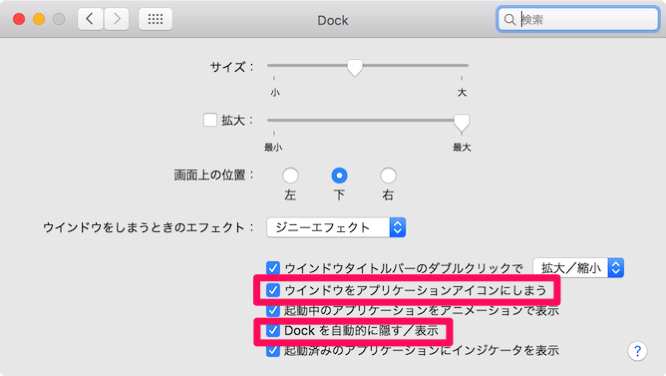 Dock
検索
サイズ：
小 大
拡大：
最小 最大
画面上の位置：
左 下 右
ウインドウをしまうときのエフェクト： ジニーエフェクト
ウインドウタイトルバーのダブルクリックで 拡大／縮小
ウインドウをアプリケーションアイコンにしまう
起動中のアプリケーションをアニメーションで表示
Dock を自動的に隠す／表示
起動済みのアプリケーションにインジケータを表示
?